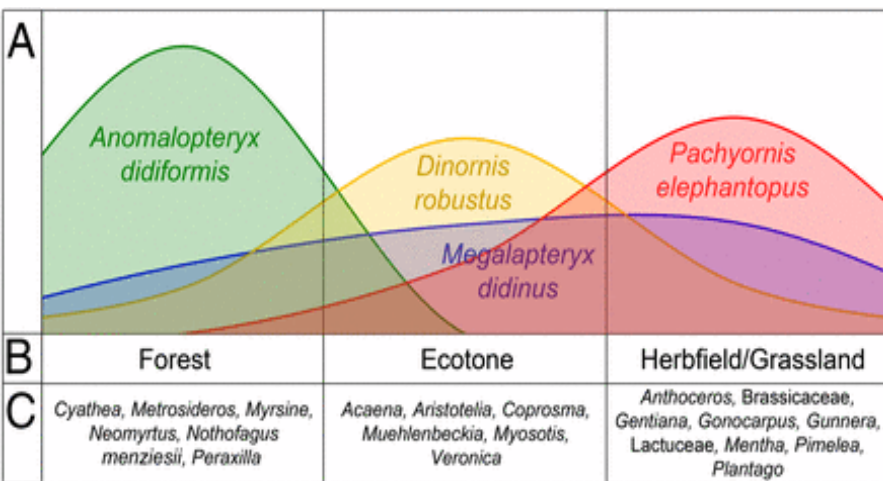 A
Anomalopteryx
didiformis
Dinornis
robustus
Pachyornis
elephantopus
Megalapteryx
didinus
B
Forest
Ecotone
Herbfield/Grassland
C
Cyathea, Metrosideros, Myrsine,
Neomyrtus, Nothofagus
menziesii, Peraxilla
Acaena, Aristotelia, Coprosma,
Muehlenbeckia, Myosotis,
Veronica
Anthoceros, Brassicaceae,
Gentiana, Gonocarpus, Gunnera,
Lactuceae, Mentha, Pimelea,
Plantago